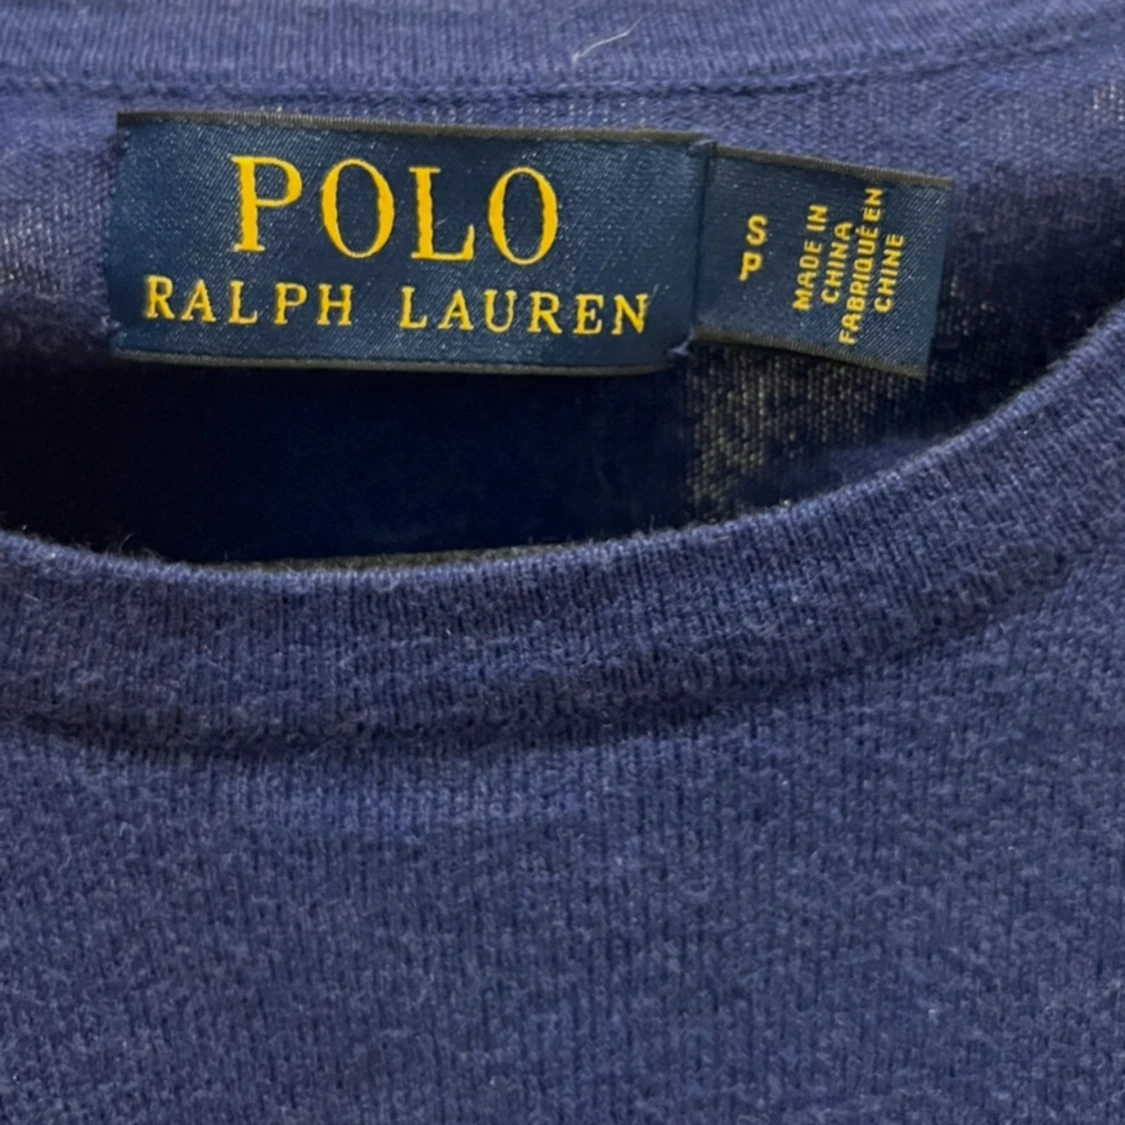 POLO
RALPH LAUREN
S
P
MADE IN
CHINA
FABRIQUÉ EN
CHINE